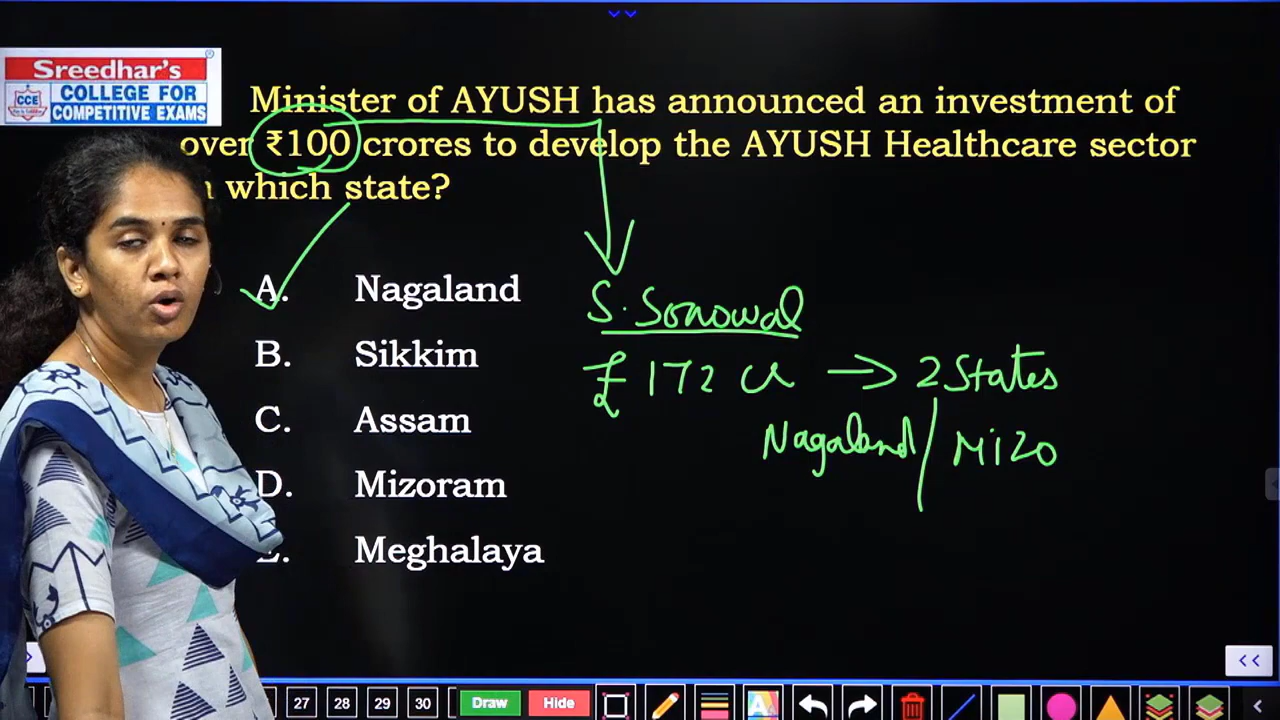 Sreedhar's
®
CCE
COLLEGE FOR
COMPETITIVE EXAMS
Minister of AYUSH has announced an investment of
over ₹100 crores to develop the AYUSH Healthcare sector
which state?
A. Nagaland
B. Sikkim
C. Assam
D. Mizoram
E. Meghalaya
S. Sonowal
₹ 172 Cr → 2 States
Nagaland / Mizo
27 28 29 30 Draw Hide